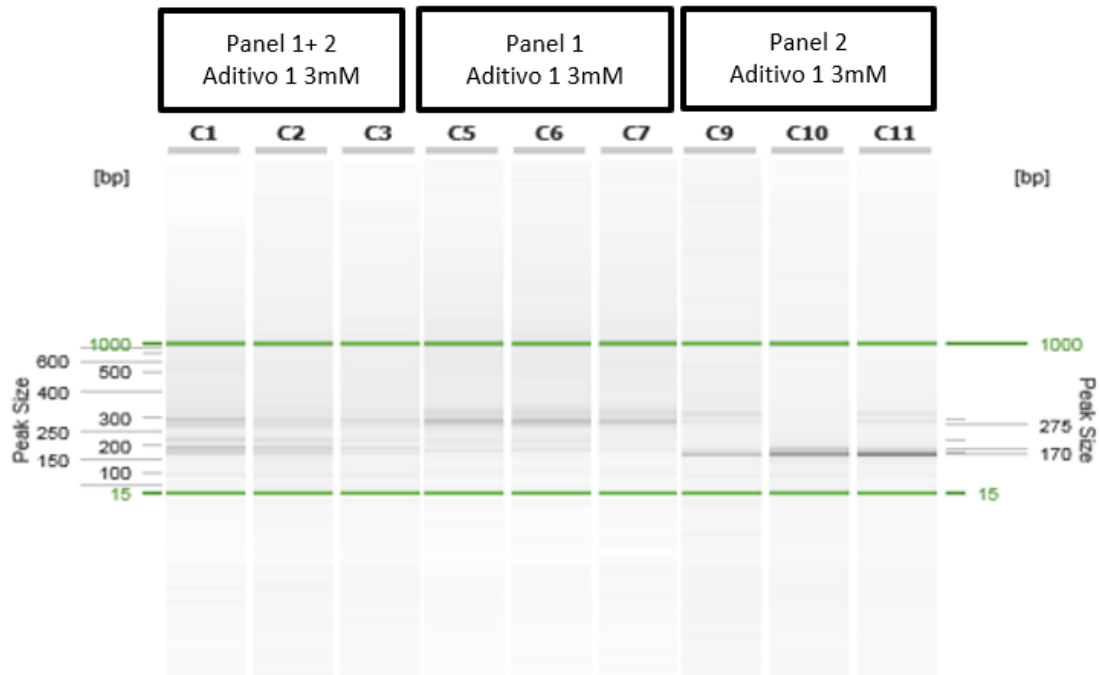 Panel 1+ 2
Aditivo 1 3mM
Panel 1
Aditivo 1 3mM
Panel 2
Aditivo 1 3mM
C1 C2 C3 C5 C6 C7 C9 C10 C11
[bp] [bp]
1000 1000
600
500
400
300
250 275
200
150 170
100
15 15
Peak Size
Peak Size